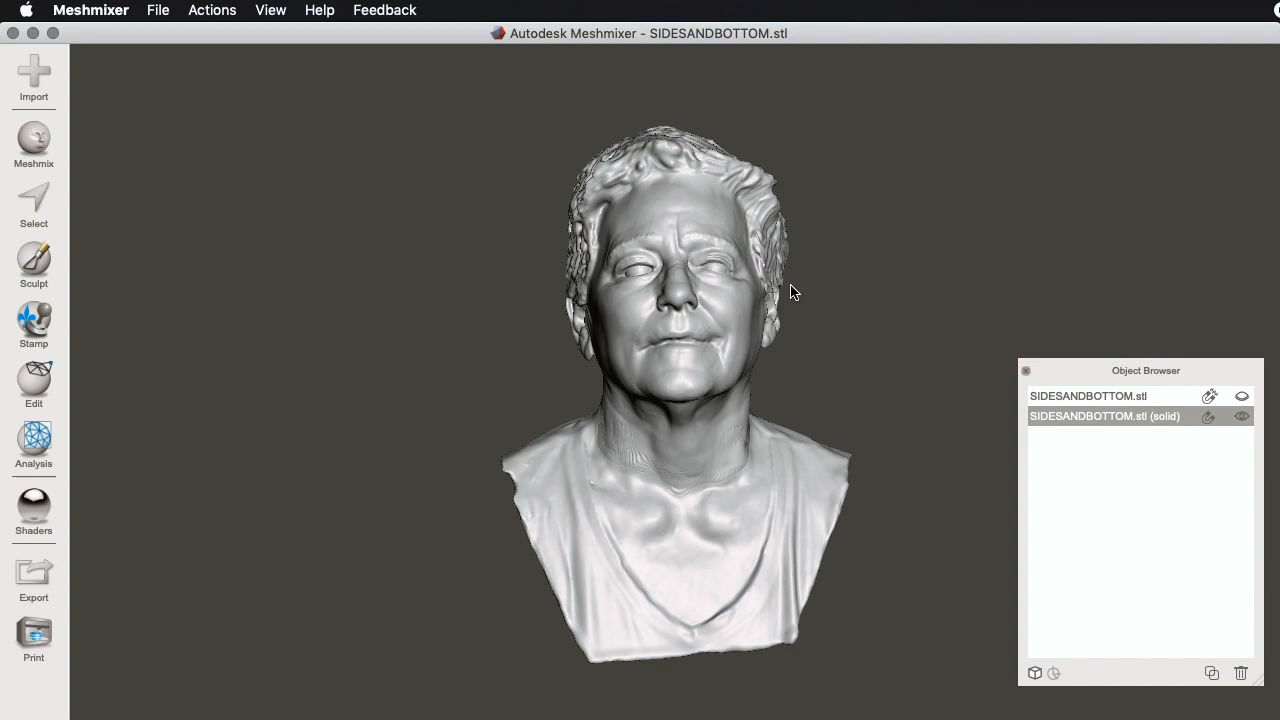 Meshmixer File Actions View Help Feedback
Autodesk Meshmixer - SIDESANDBOTTOM.stl
Import
Meshmix
Select
Sculpt
Stamp
Edit
Analysis
Shaders
Export
Print
Object Browser
SIDESANDBOTTOM.stl
SIDESANDBOTTOM.stl (solid)